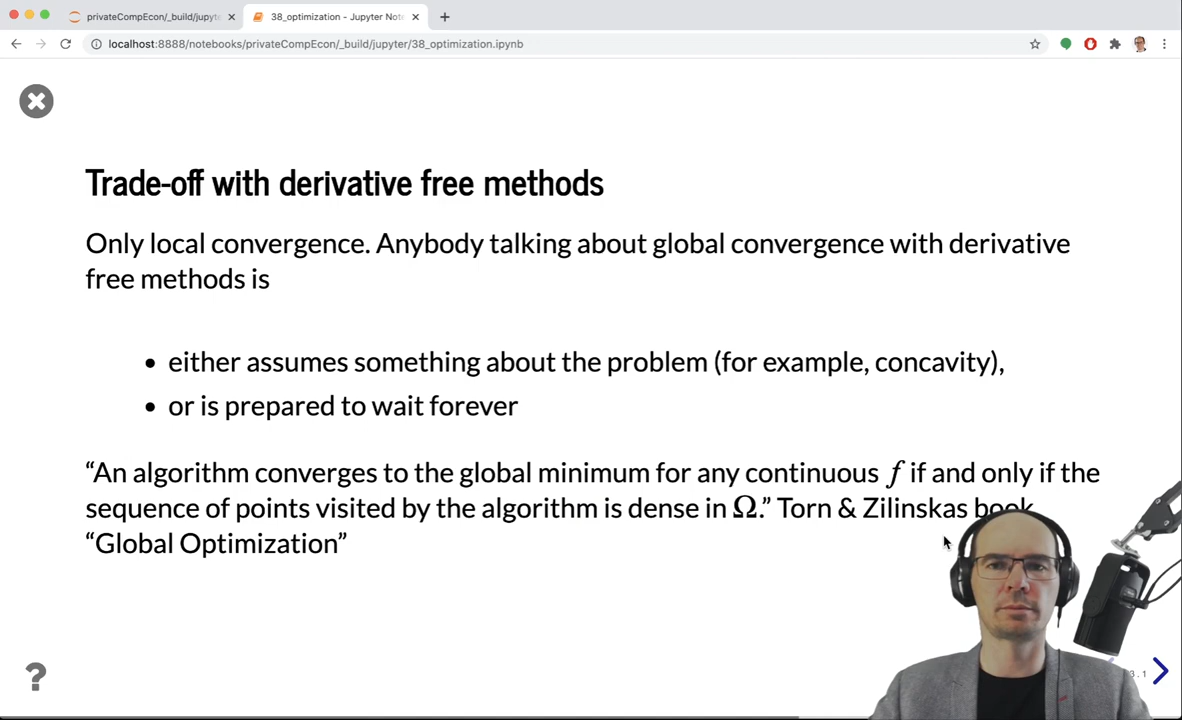 privateCompEcon/_build/jupyt
38_optimization - Jupyter Not
localhost:8888/notebooks/privateCompEcon/_build/jupyter/38_optimization.ipynb
Trade-off with derivative free methods
Only local convergence. Anybody talking about global convergence with derivative
free methods is
• either assumes something about the problem (for example, concavity),
• or is prepared to wait forever
“An algorithm converges to the global minimum for any continuous f if and only if the
sequence of points visited by the algorithm is dense in Ω.” Torn & Zilinskas book
“Global Optimization”
?
3.1